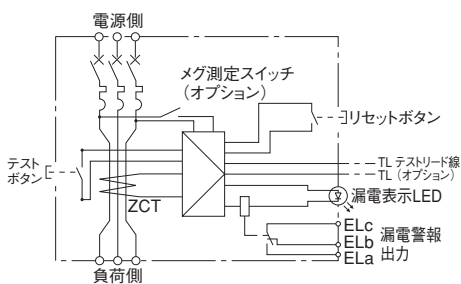 電源側
メグ測定スイッチ
（オプション）
リセットボタン
テスト
ボタン
TL テストリード線
TL（オプション）
漏電表示LED
ZCT
ELc
ELb
ELa
漏電警報
出力
負荷側